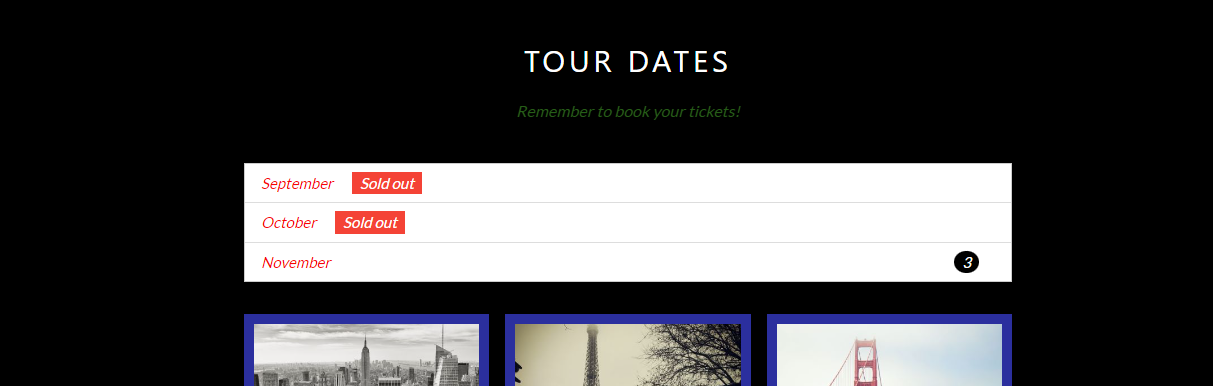 TOUR DATES
Remember to book your tickets!
September Sold out
October Sold out
November 3